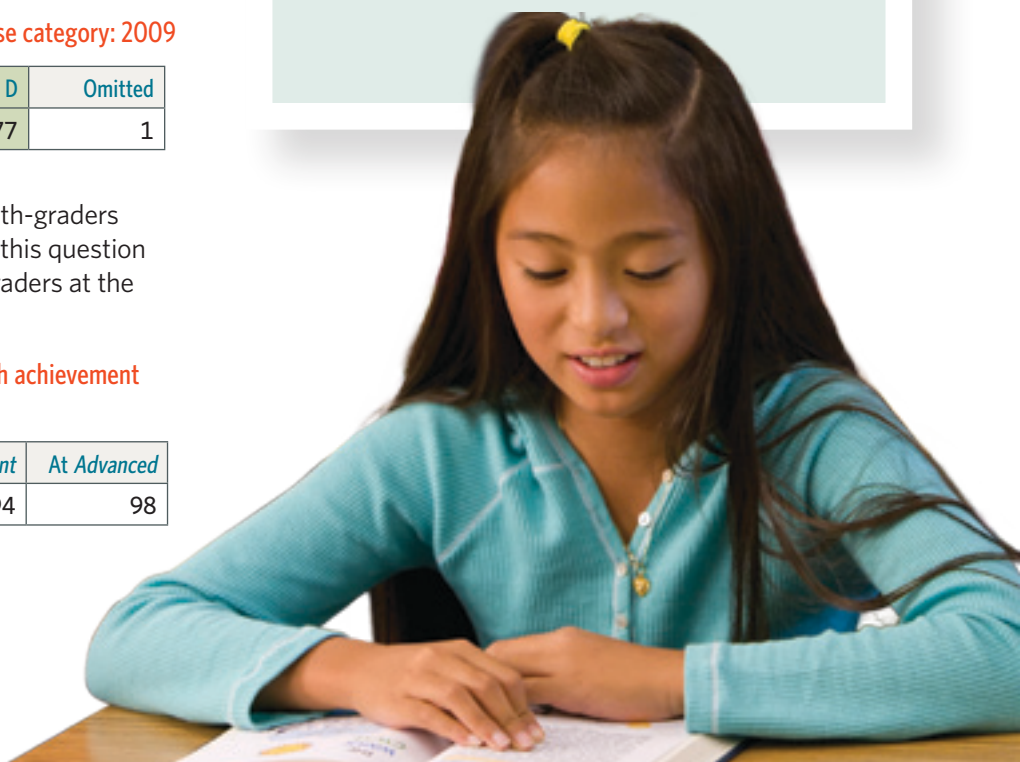 se category: 2009
D Omitted
77 1
th-graders
this question
aders at the
h achievement
nt At Advanced
94 98